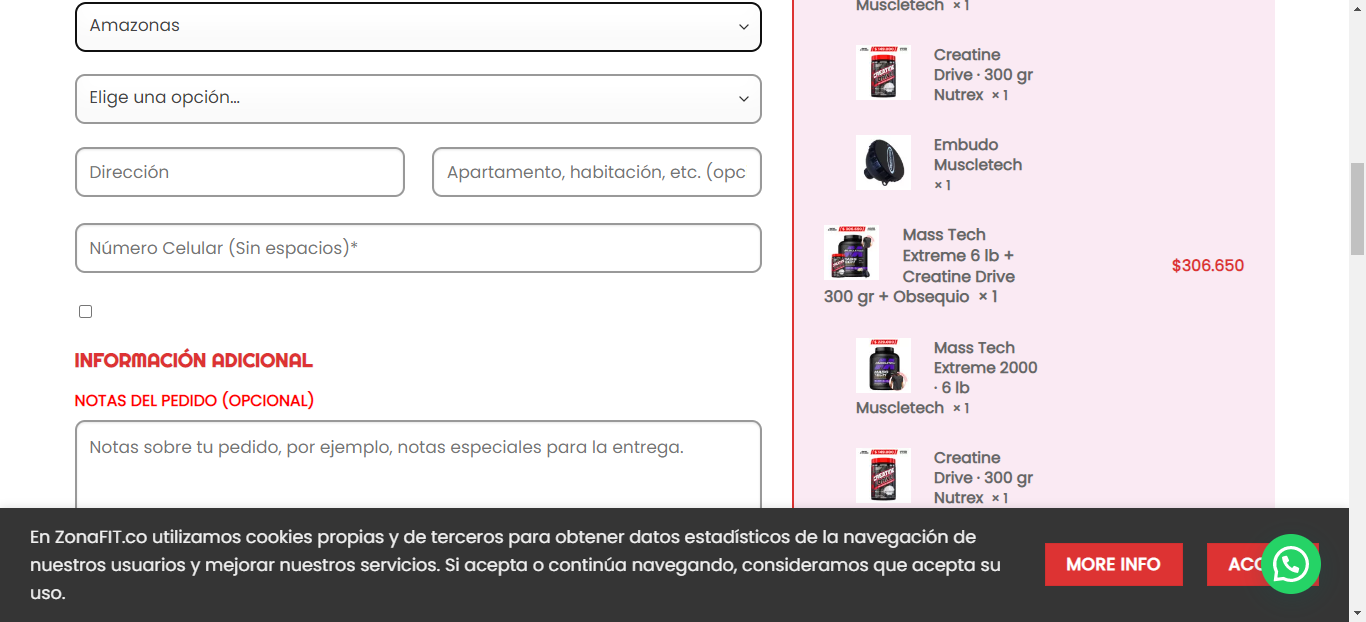 Amazonas
Elige una opción...
Dirección
Apartamento, habitación, etc. (opc
Número Celular (Sin espacios)*
INFORMACIÓN ADICIONAL
NOTAS DEL PEDIDO (OPCIONAL)
Notas sobre tu pedido, por ejemplo, notas especiales para la entrega.
Muscletech × 1
Creatine
Drive · 300 gr
Nutrex × 1
Embudo
Muscletech
× 1
Mass Tech
Extreme 6 lb +
Creatine Drive
300 gr + Obsequio × 1
$306.650
Mass Tech
Extreme 2000
· 6 lb
Muscletech × 1
Creatine
Drive · 300 gr
Nutrex × 1
En ZonaFIT.co utilizamos cookies propias y de terceros para obtener datos estadísticos de la navegación de
nuestros usuarios y mejorar nuestros servicios. Si acepta o continúa navegando, consideramos que acepta su
uso.
MORE INFO
ACC